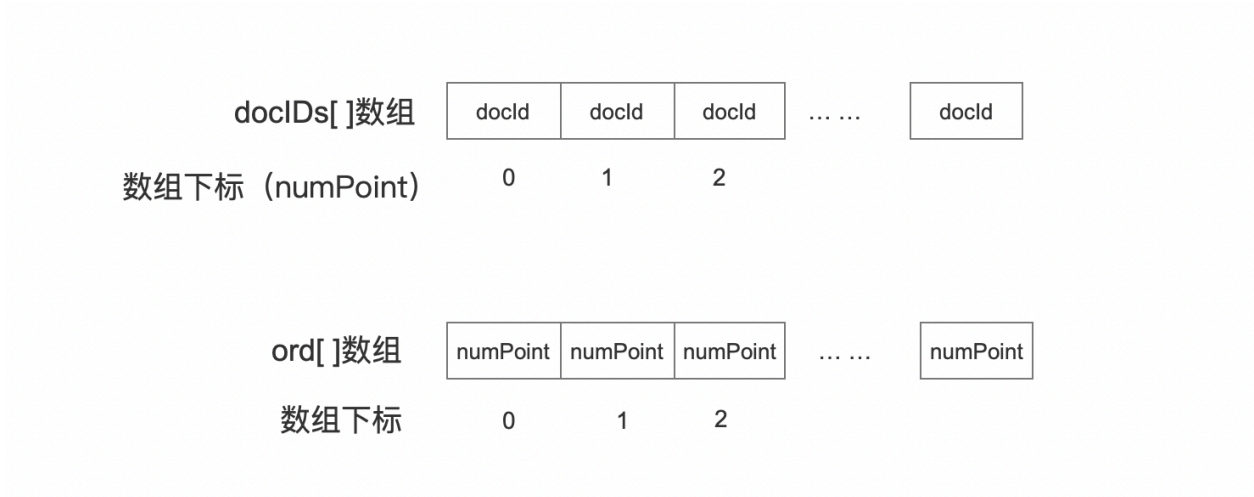 docIDs[ ]数组 docId docId docId … … docId
数组下标（numPoint） 0 1 2
ord[ ]数组 numPoint numPoint numPoint … … numPoint
数组下标 0 1 2